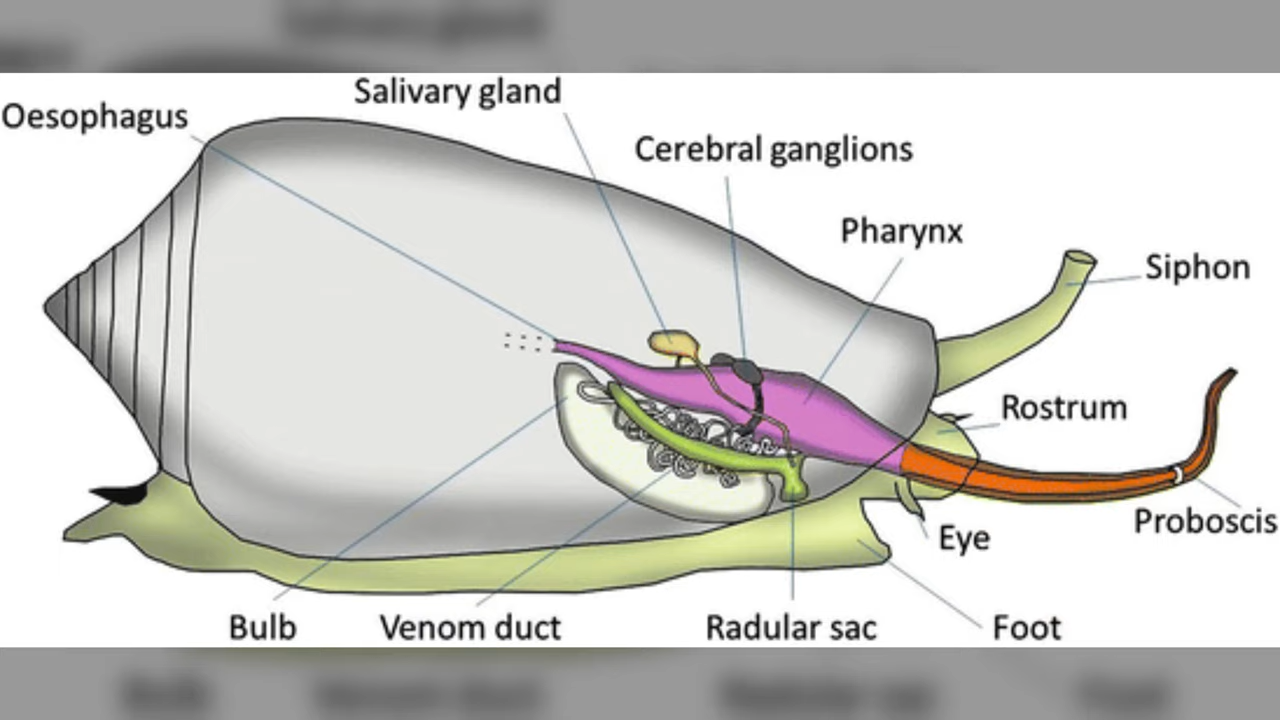 Salivary gland
Oesophagus
Cerebral ganglions
Pharynx
Siphon
Rostrum
Proboscis
Eye
Bulb
Venom duct
Radular sac
Foot